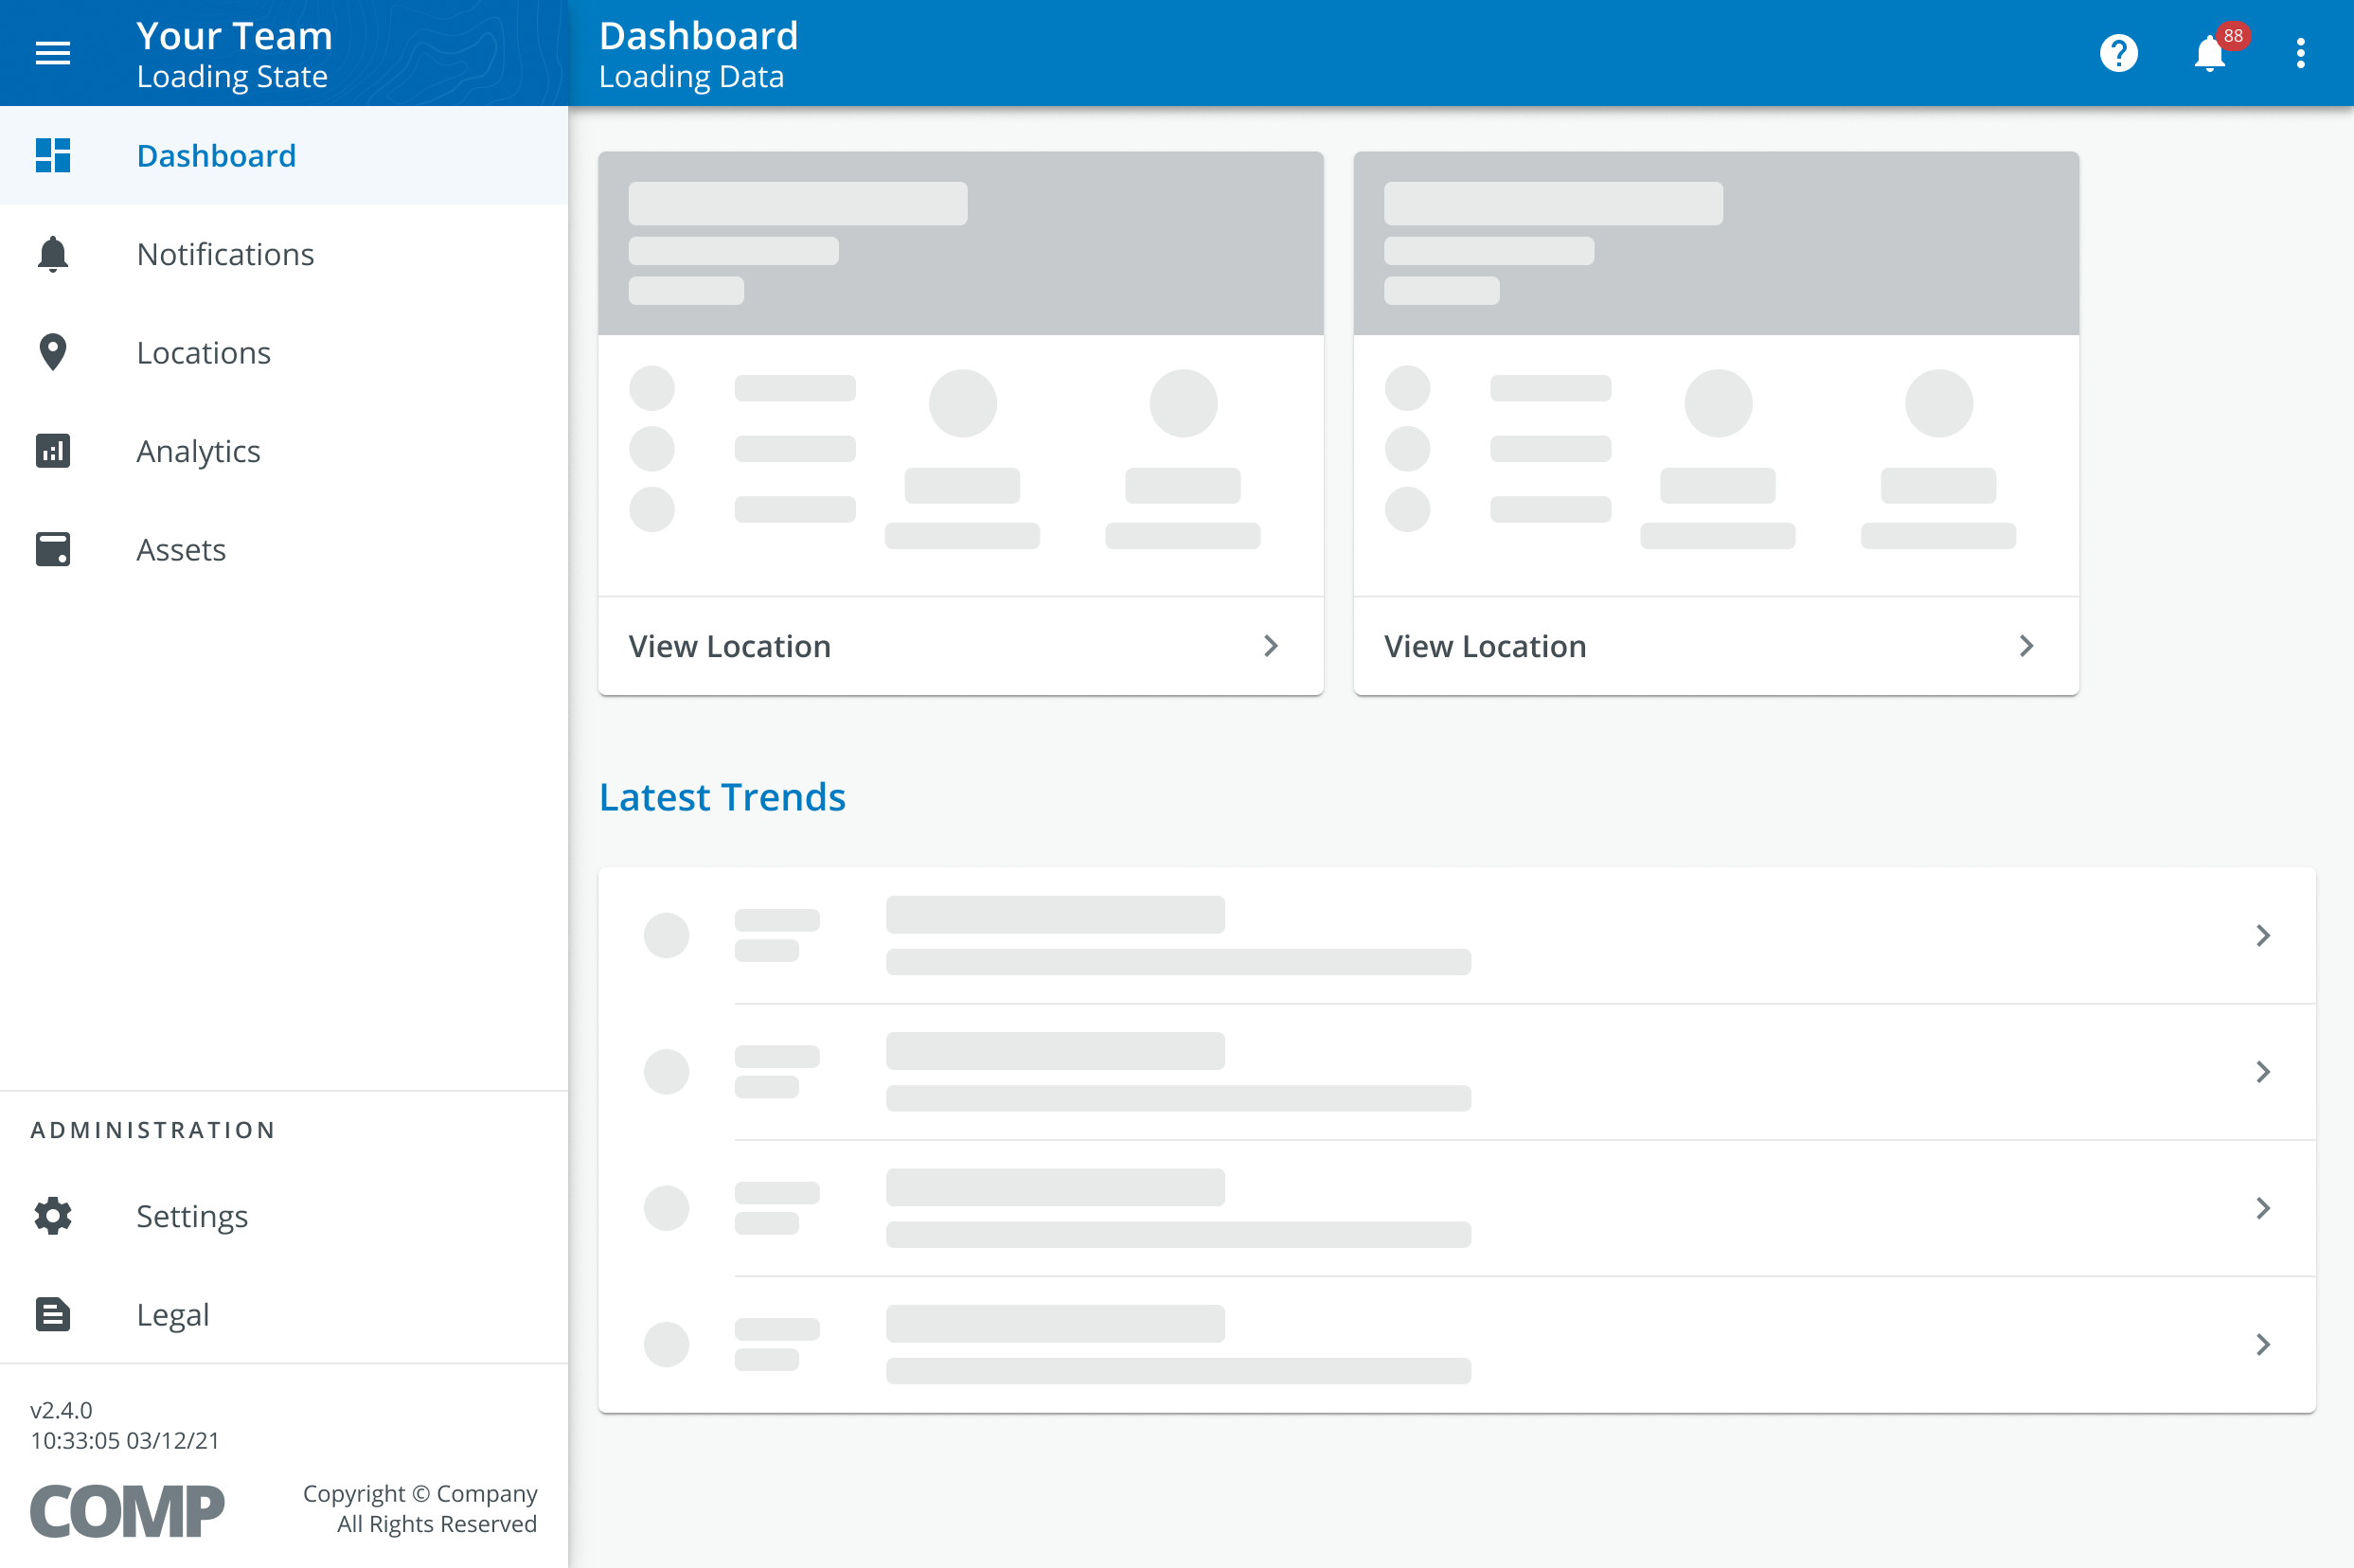 Your Team
Loading State
Dashboard
Loading Data
88
Dashboard
Notifications
Locations
Analytics
Assets
View Location
View Location
Latest Trends
ADMINISTRATION
Settings
Legal
v2.4.0
10:33:05 03/12/21
COMP
Copyright © Company
All Rights Reserved